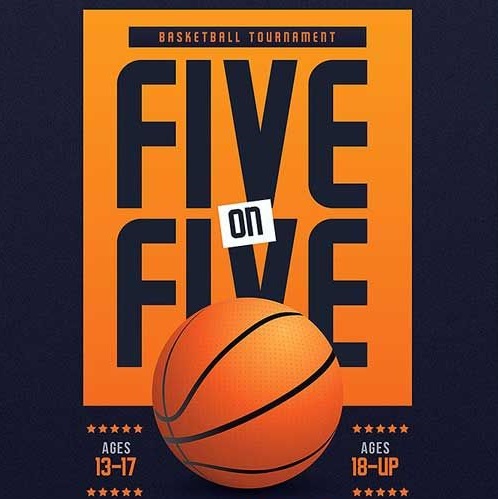 BASKETBALL TOURNAMENT
FIVE
on
FIVE
AGES
13-17
AGES
18-UP